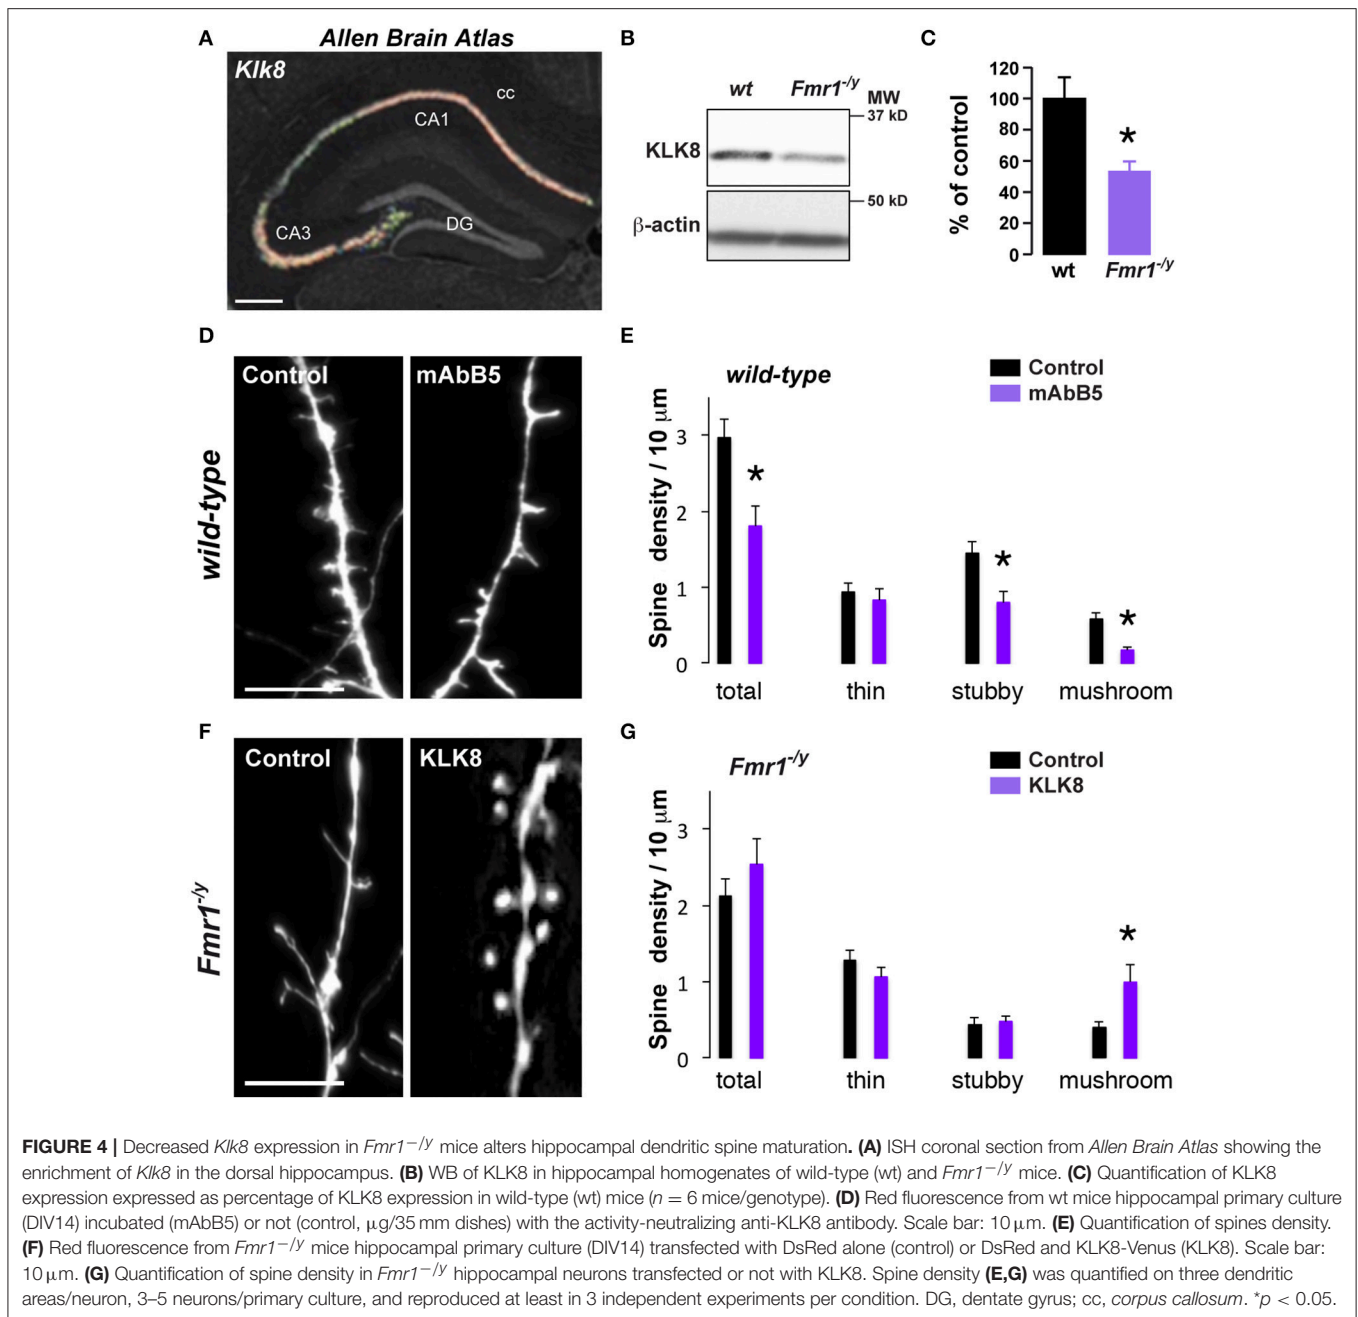 A
Allen Brain Atlas
Klk8
cc
CA1
CA3
DG
B
wt Fmr1-/y MW
37 kD
KLK8
50 kD
β-actin
C
120
100
80
60
40
20
0
% of control
*
wt Fmr1-/y
D
Control mAbB5
wild-type
E
wild-type
Control
mAbB5
Spine density / 10 μm
3
2
1
0
*
*
*
total thin stubby mushroom
F
Control KLK8
Fmr1-/y
G
Fmr1-/y
Control
KLK8
Spine density / 10 μm
3
2
1
0
*
total thin stubby mushroom
FIGURE 4 | Decreased Klk8 expression in Fmr1−/y mice alters hippocampal dendritic spine maturation. (A) ISH coronal section from Allen Brain Atlas showing the
enrichment of Klk8 in the dorsal hippocampus. (B) WB of KLK8 in hippocampal homogenates of wild-type (wt) and Fmr1−/y mice. (C) Quantification of KLK8
expression expressed as percentage of KLK8 expression in wild-type (wt) mice (n = 6 mice/genotype). (D) Red fluorescence from wt mice hippocampal primary culture
(DIV14) incubated (mAbB5) or not (control, μg/35 mm dishes) with the activity-neutralizing anti-KLK8 antibody. Scale bar: 10 μm. (E) Quantification of spines density.
(F) Red fluorescence from Fmr1−/y mice hippocampal primary culture (DIV14) transfected with DsRed alone (control) or DsRed and KLK8-Venus (KLK8). Scale bar:
10 μm. (G) Quantification of spine density in Fmr1−/y hippocampal neurons transfected or not with KLK8. Spine density (E,G) was quantified on three dendritic
areas/neuron, 3–5 neurons/primary culture, and reproduced at least in 3 independent experiments per condition. DG, dentate gyrus; cc, corpus callosum. *p < 0.05.